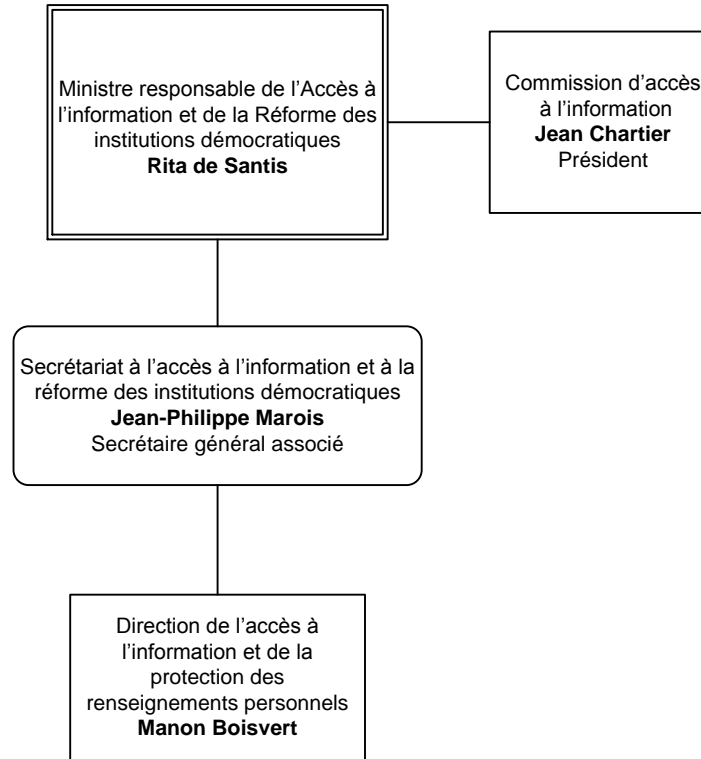 Ministre responsable de l’Accès à
l’information et de la Réforme des
institutions démocratiques
Rita de Santis
Commission d’accès
à l’information
Jean Chartier
Président
Secrétariat à l’accès à l’information et à la
réforme des institutions démocratiques
Jean-Philippe Marois
Secrétaire général associé
Direction de l’accès à
l’information et de la
protection des
renseignements personnels
Manon Boisvert